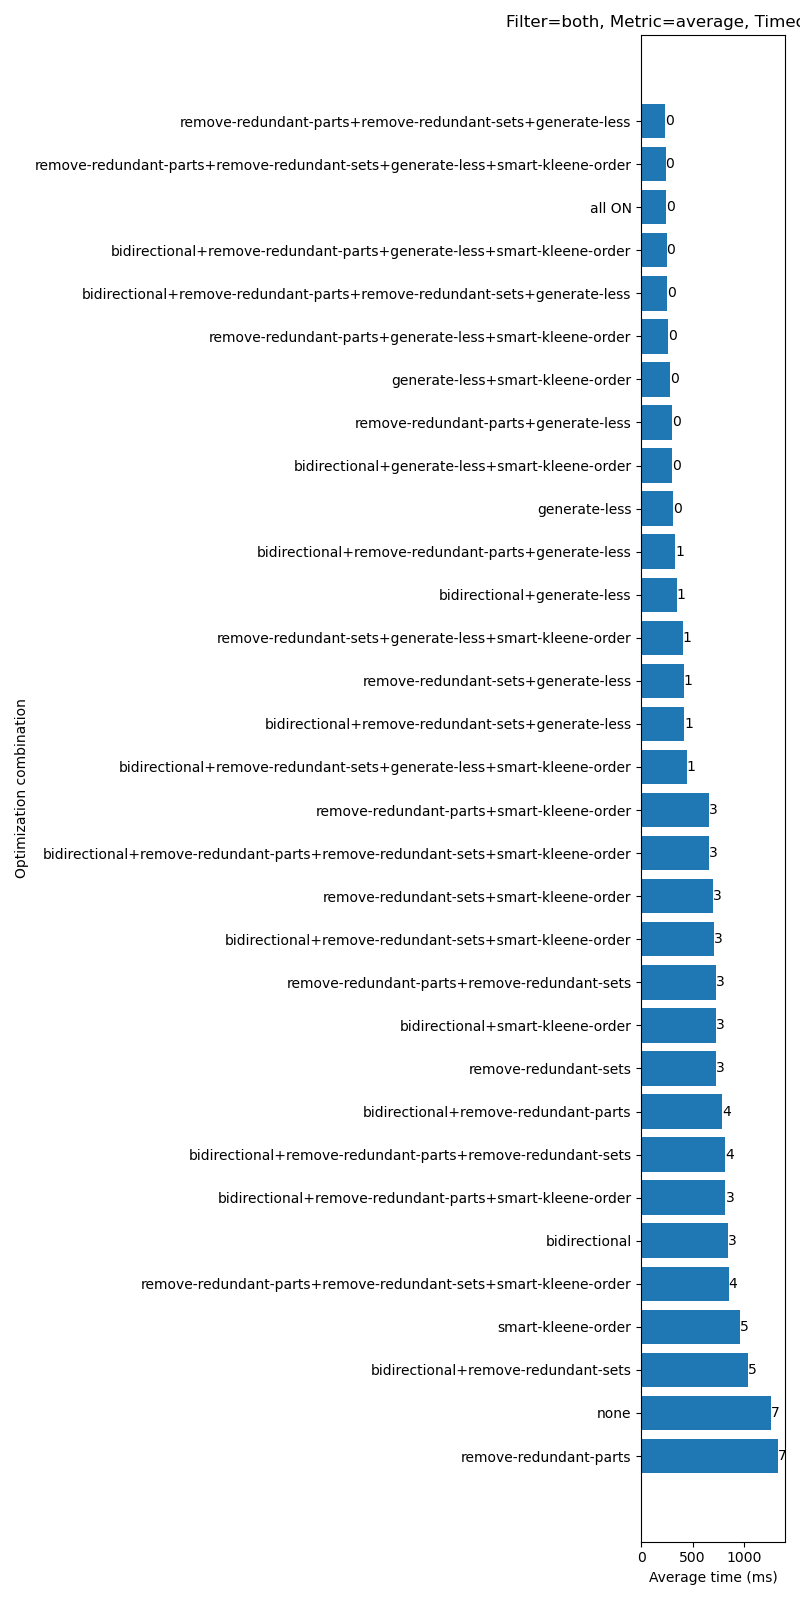 Filter=both, Metric=average, Timeo
remove-redundant-parts+remove-redundant-sets+generate-less 0
remove-redundant-parts+remove-redundant-sets+generate-less+smart-kleene-order 0
all ON 0
bidirectional+remove-redundant-parts+generate-less+smart-kleene-order 0
bidirectional+remove-redundant-parts+remove-redundant-sets+generate-less 0
remove-redundant-parts+generate-less+smart-kleene-order 0
generate-less+smart-kleene-order 0
remove-redundant-parts+generate-less 0
bidirectional+generate-less+smart-kleene-order 0
generate-less 0
bidirectional+remove-redundant-parts+generate-less 1
bidirectional+generate-less 1
remove-redundant-sets+generate-less+smart-kleene-order 1
remove-redundant-sets+generate-less 1
bidirectional+remove-redundant-sets+generate-less 1
bidirectional+remove-redundant-sets+generate-less+smart-kleene-order 1
remove-redundant-parts+smart-kleene-order 3
bidirectional+remove-redundant-parts+remove-redundant-sets+smart-kleene-order 3
remove-redundant-sets+smart-kleene-order 3
bidirectional+remove-redundant-sets+smart-kleene-order 3
remove-redundant-parts+remove-redundant-sets 3
bidirectional+smart-kleene-order 3
remove-redundant-sets 3
bidirectional+remove-redundant-parts 4
bidirectional+remove-redundant-parts+remove-redundant-sets 4
bidirectional+remove-redundant-parts+smart-kleene-order 3
bidirectional 3
remove-redundant-parts+remove-redundant-sets+smart-kleene-order 4
smart-kleene-order 5
bidirectional+remove-redundant-sets 5
none 7
remove-redundant-parts 7
0 500 1000
Average time (ms)
Optimization combination